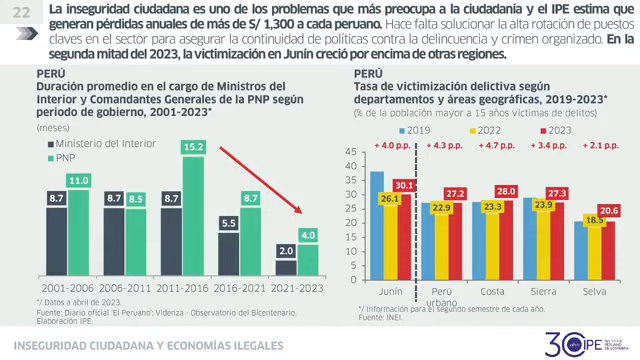 22
La inseguridad ciudadana es uno de los problemas que más preocupa a la ciudadanía y el IPE estima que
generan pérdidas anuales de más de S/ 1,300 a cada peruano. Hace falta solucionar la alta rotación de puestos
claves en el sector para asegurar la continuidad de políticas contra la delincuencia y crimen organizado. En la
segunda mitad del 2023, la victimización en Junín creció por encima de otras regiones.
PERÚ
Duración promedio en el cargo de Ministros del
Interior y Comandantes Generales de la PNP según
periodo de gobierno, 2001-2023*
(meses)
Ministerio del Interior
PNP
8.7 11.0 8.7 8.5 8.7 15.2 5.5 8.7 2.0 4.0
2001-2006 2006-2011 2011-2016 2016-2021 2021-2023
*/ Datos a abril de 2023.
Fuente: Diario oficial 'El Peruano'; Videnza - Observatorio del Bicentenario.
Elaboración IPE.
PERÚ
Tasa de victimización delictiva según
departamentos y áreas geográficas, 2019-2023*
(% de la población mayor a 15 años víctimas de delitos)
2019 2022 2023
+ 4.0 p.p. + 4.3 p.p. + 4.7 p.p. + 3.4 p.p. + 2.1 p.p.
45
40
35
30
25
20
15
10
5
0
26.1 30.1 22.9 27.2 23.3 28.0 23.9 27.3 18.5 20.6
Junín Perú urbano Costa Sierra Selva
*/ Información para el segundo semestre de cada año.
Fuente: INEI.
INSEGURIDAD CIUDADANA Y ECONOMÍAS ILEGALES
30 IPE
INSTITUTO
PERUANO
DE ECONOMÍA